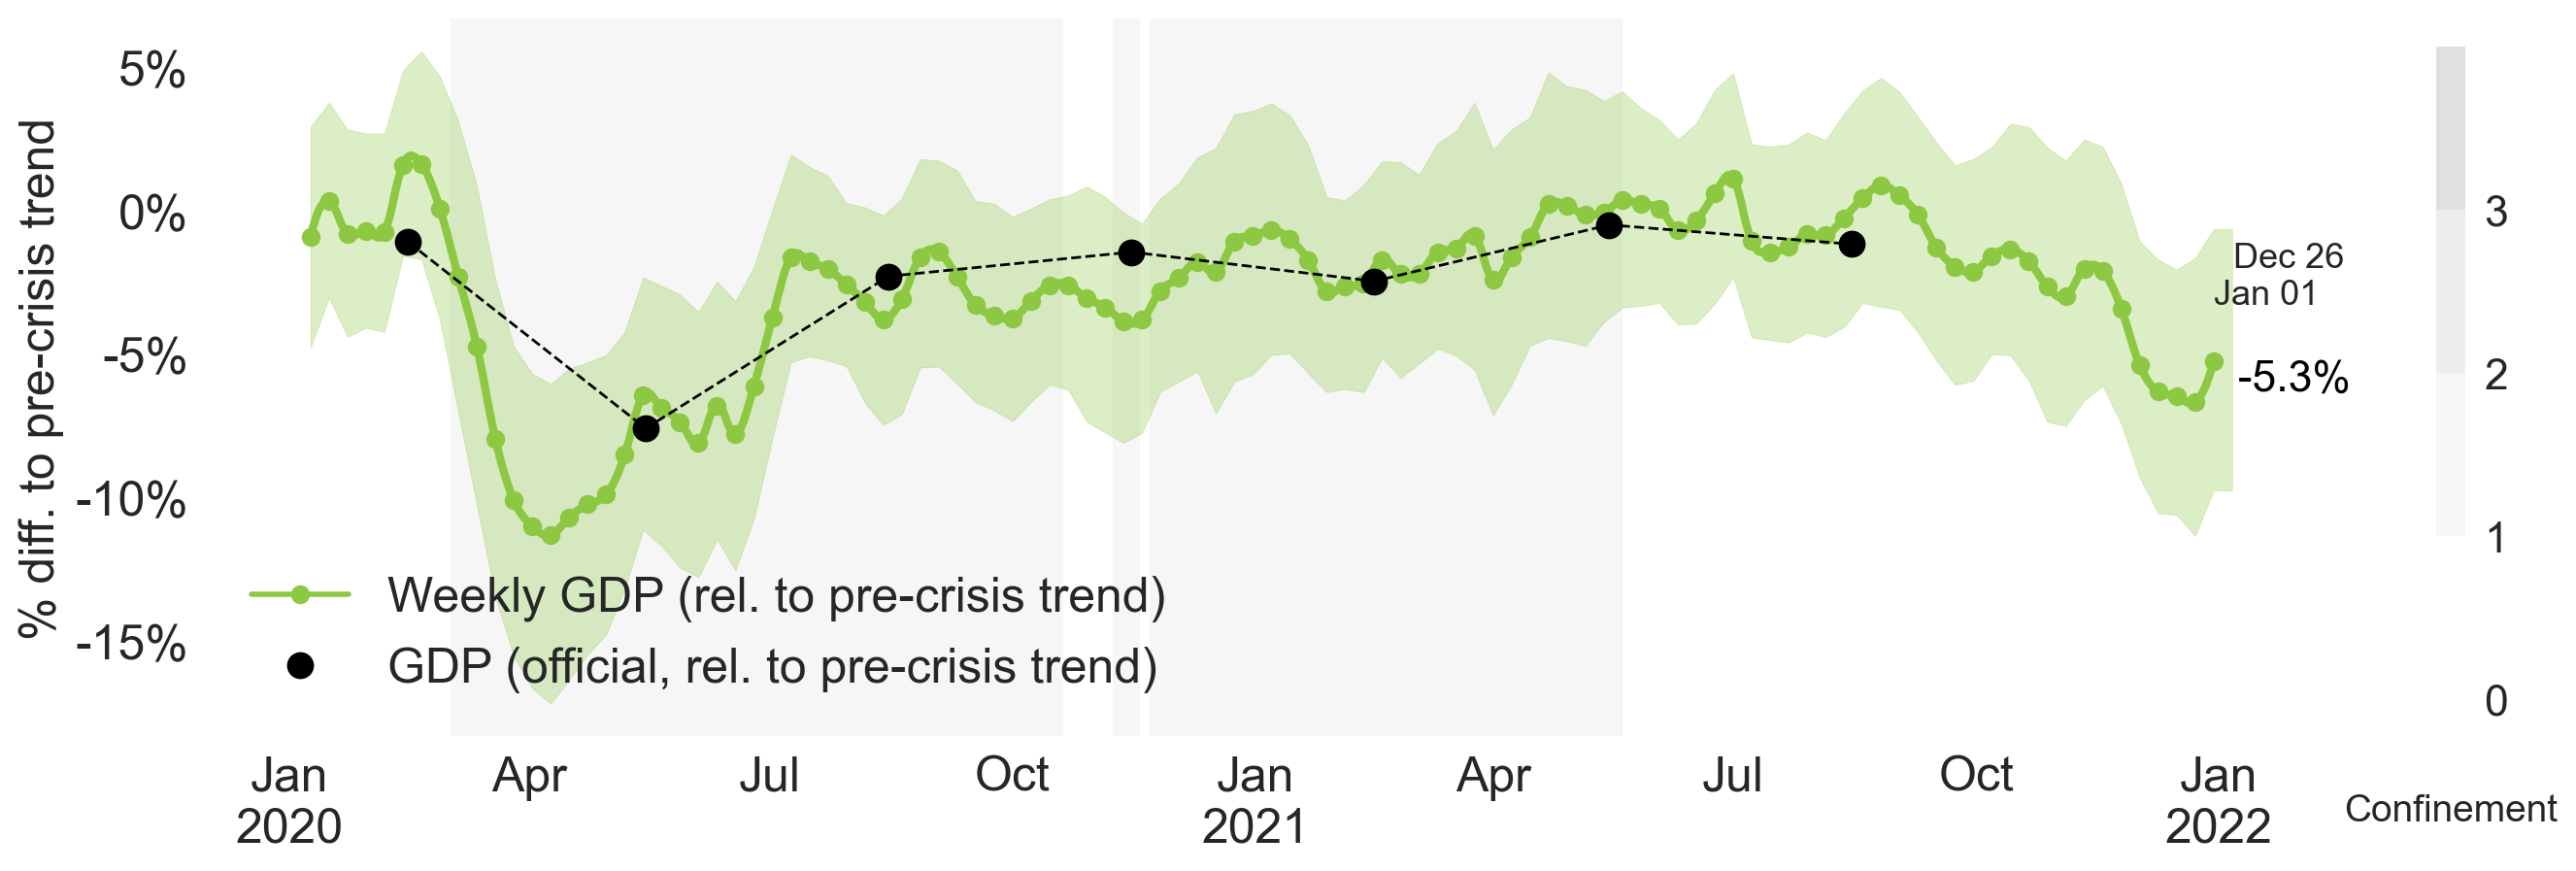 % diff. to pre-crisis trend
5%
0%
-5%
-10%
-15%
Weekly GDP (rel. to pre-crisis trend)
GDP (official, rel. to pre-crisis trend)
Dec 26
Jan 01
-5.3%
Jan
2020
Apr
Jul
Oct
Jan
2021
Apr
Jul
Oct
Jan
2022
3
2
1
0
Confinement